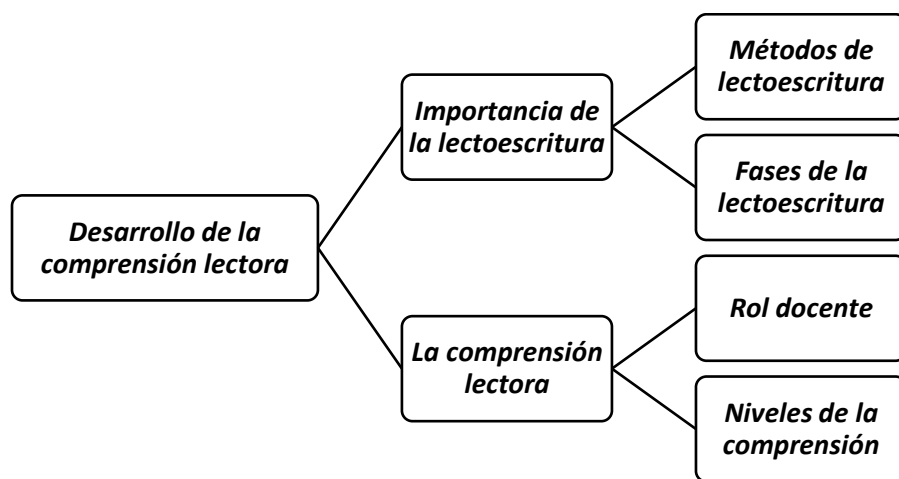 Desarrollo de la
comprensión lectora
Importancia de
la lectoescritura
Métodos de
lectoescritura
Fases de la
lectoescritura
La comprensión
lectora
Rol docente
Niveles de la
comprensión